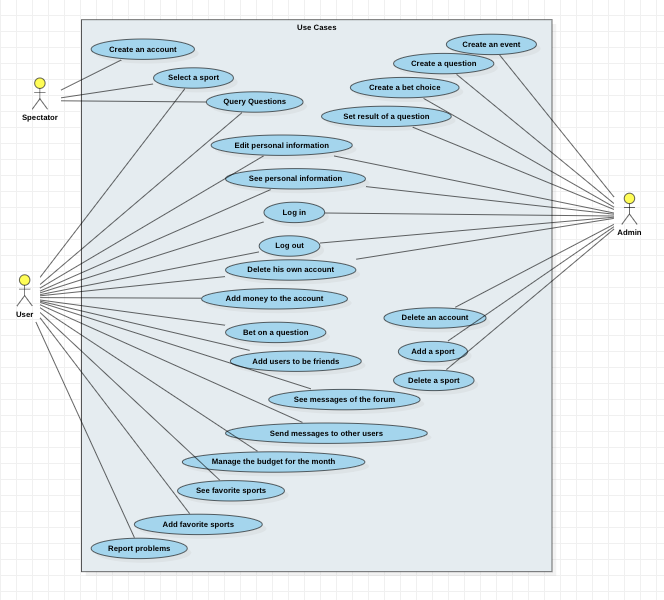 Use Cases
Create an event
Create an account
Create a question
Select a sport
Create a bet choice
Query Questions
Set result of a question
Spectator
Edit personal information
See personal information
Log in
Admin
Log out
Delete his own account
Add money to the account
User
Delete an account
Bet on a question
Add a sport
Add users to be friends
Delete a sport
See messages of the forum
Send messages to other users
Manage the budget for the month
See favorite sports
Add favorite sports
Report problems